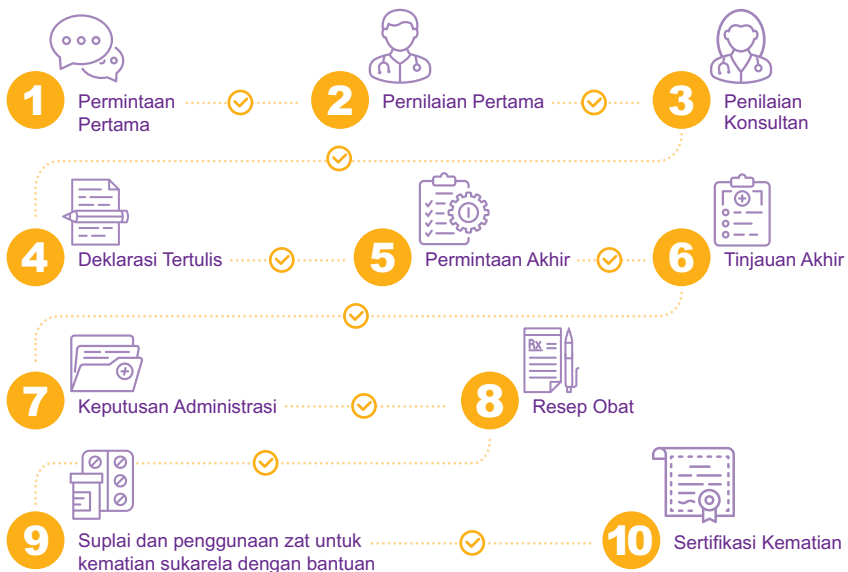 1
Permintaan
Pertama
2
Pernilaian Pertama
3
Penilaian
Konsultan
4
Deklarasi Tertulis
5
Permintaan Akhir
6
Tinjauan Akhir
7
Keputusan Administrasi
8
Rx
Resep Obat
9
Suplai dan penggunaan zat untuk
kematian sukarela dengan bantuan
10
Sertifikasi Kematian